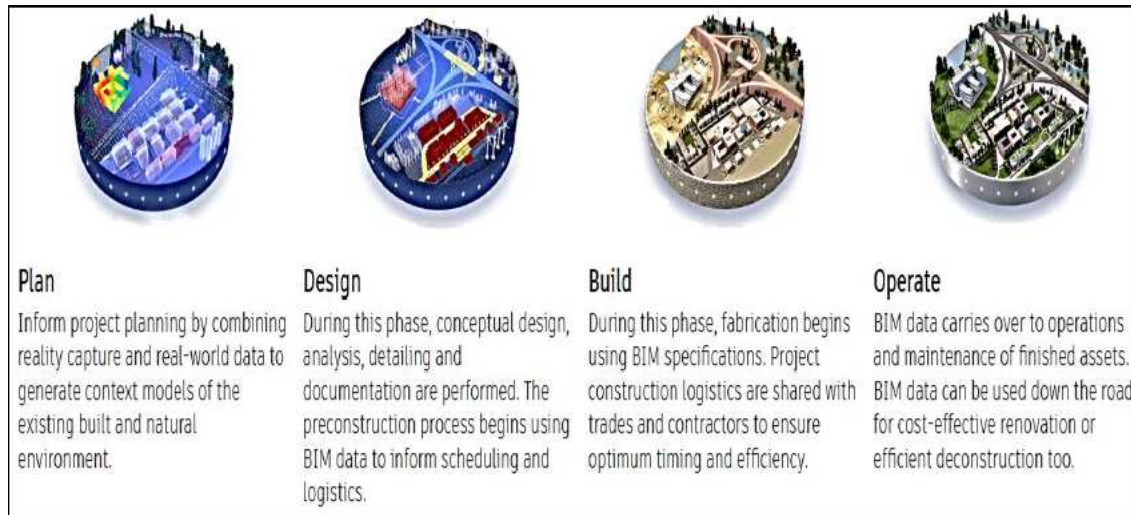 Plan
Inform project planning by combining
reality capture and real-world data to
generate context models of the
existing built and natural
environment.
Design
During this phase, conceptual design,
analysis, detailing and
documentation are performed. The
preconstruction process begins using
BIM data to inform scheduling and
logistics.
Build
During this phase, fabrication begins
using BIM specifications. Project
construction logistics are shared with
trades and contractors to ensure
optimum timing and efficiency.
Operate
BIM data carries over to operations
and maintenance of finished assets.
BIM data can be used down the road
for cost-effective renovation or
efficient deconstruction too.